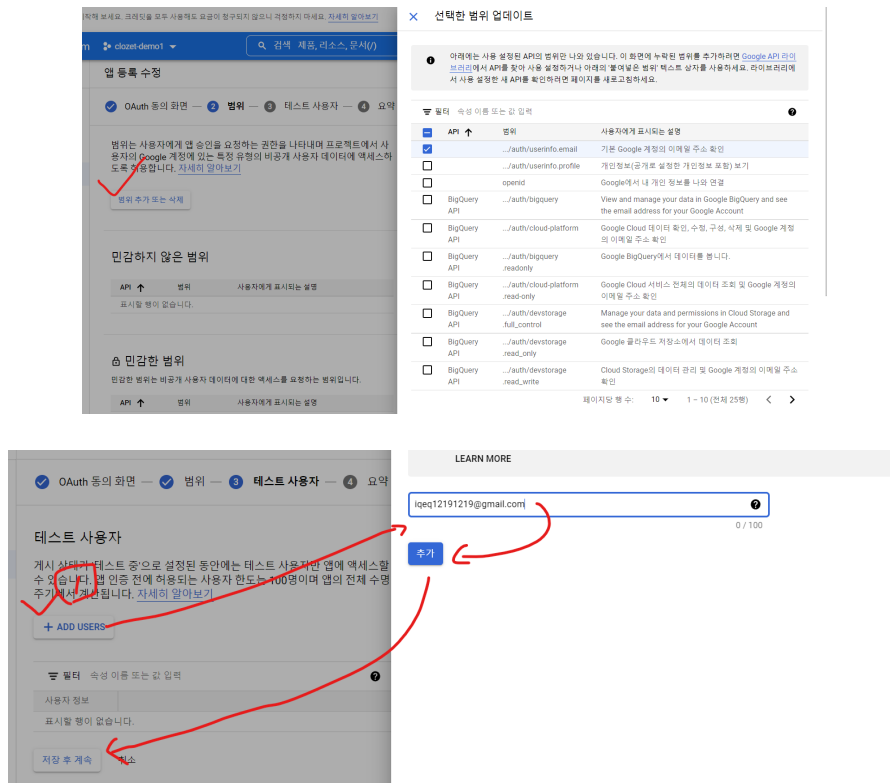 작해 보세요. 크레딧을 모두 사용해도 요금이 청구되지 않으니 걱정하지 마세요. 자세히 알아보기
m clozet-demo1
검색 제품, 리소스, 문서(/)
앱 등록 수정
OAuth 동의 화면 — 2 범위 — 3 테스트 사용자 — 4 요약
범위는 사용자에게 앱 승인을 요청하는 권한을 나타내며 프로젝트에서 사
용자의 Google 계정에 있는 특정 유형의 비공개 사용자 데이터에 액세스하
도록 허용합니다. 자세히 알아보기
범위 추가 또는 삭제
민감하지 않은 범위
API 범위 사용자에게 표시되는 설명
표시할 행이 없습니다.
민감한 범위
민감한 범위는 비공개 사용자 데이터에 대한 액세스를 요청하는 범위입니다.
API 범위 사용자에게 표시되는 설명
선택한 범위 업데이트
아래에는 사용 설정된 API의 범위만 나와 있습니다. 이 화면에 누락된 범위를 추가하려면 Google API 라이
브러리에서 API를 찾아 사용 설정하거나 아래의 '붙여넣은 범위' 텍스트 상자를 사용하세요. 라이브러리에
서 사용 설정한 새 API를 확인하려면 페이지를 새로고침하세요.
필터 속성 이름 또는 값 입력
API 범위 사용자에게 표시되는 설명
.../auth/userinfo.email 기본 Google 계정의 이메일 주소 확인
.../auth/userinfo.profile 개인정보(공개로 설정한 개인정보 포함) 보기
openid Google에서 내 개인 정보를 나와 연결
BigQuery .../auth/bigquery View and manage your data in Google BigQuery and see
API the email address for your Google Account
BigQuery .../auth/cloud-platform Google Cloud 데이터 확인, 수정, 구성, 삭제 및 Google 계정
API 의 이메일 주소 확인
BigQuery .../auth/bigquery Google BigQuery에서 데이터를 봅니다.
API .readonly
BigQuery .../auth/cloud-platform Google Cloud 서비스 전체의 데이터 조회 및 Google 계정의
API .read-only 이메일 주소 확인
BigQuery .../auth/devstorage Manage your data and permissions in Cloud Storage and
API .full_control see the email address for your Google Account
BigQuery .../auth/devstorage Google 클라우드 저장소에서 데이터 조회
API .read_only
BigQuery .../auth/devstorage Cloud Storage의 데이터 관리 및 Google 계정의 이메일 주소
API .read_write 확인
페이지당 행 수: 10 1 – 10 (전체 25행)
OAuth 동의 화면 — 범위 — 3 테스트 사용자 — 4 요약
테스트 사용자
게시 상태가 '테스트 중'으로 설정된 동안에는 테스트 사용자만 앱에 액세스할
수 있습니다. 앱 인증 전에 허용되는 사용자 한도는 100명이며 앱의 전체 수명
주기에서 계산됩니다. 자세히 알아보기
+ ADD USERS
필터 속성 이름 또는 값 입력
사용자 정보
표시할 행이 없습니다.
저장 후 계속 취소
LEARN MORE
iqeq12191219@gmail.com
0 / 100
추가